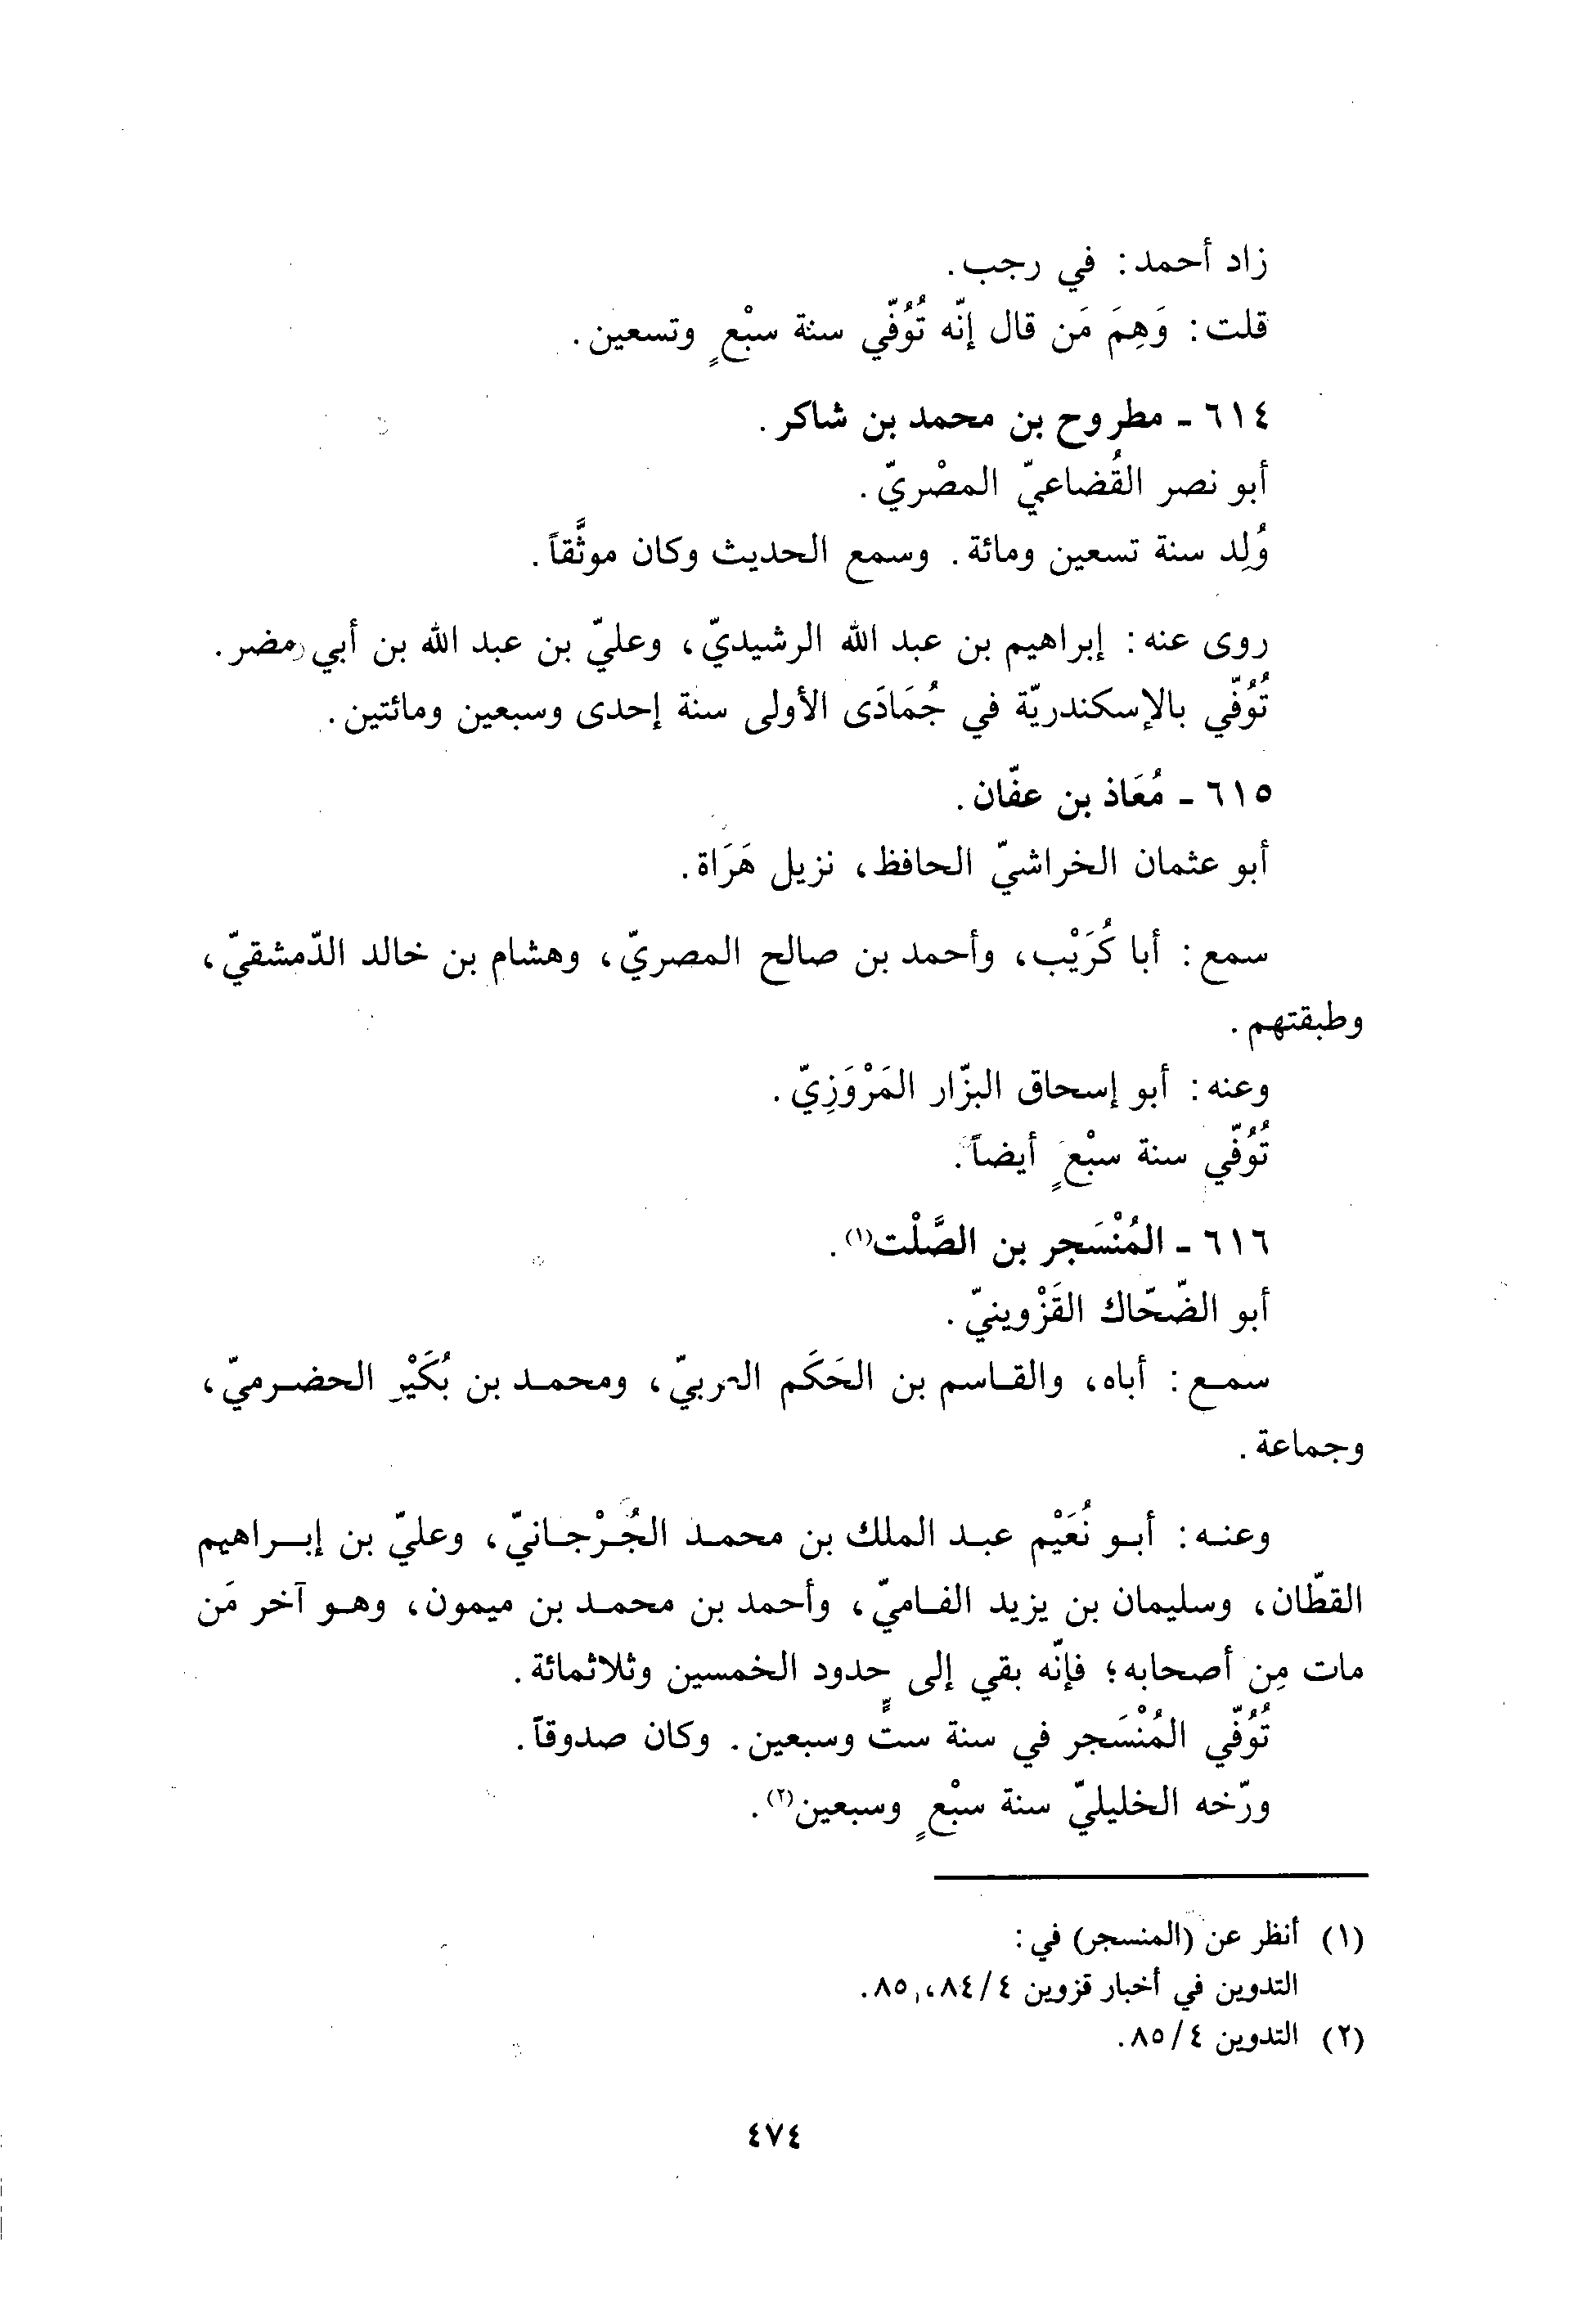 زاد أحمد: في رجب.
قلت: وَهِمَ مَن قال إنّه تُوُفّي سنة سبْعٍ وتسعين.
٦١٤ - مطروح بن محمد بن شاكر.
أبو نصر القُضاعيّ المصْريّ.
وُلِد سنة تسعين ومائة. وسمع الحديث وكان موثَّقاً.
روى عنه: إبراهيم بن عبد الله الرشيديّ، وعليّ بن عبد الله بن أبي مضر.
تُوُفّي بالإسكندريّة في جُمَادَى الأولى سنة إحدى وسبعين ومائتين.
٦١٥ - مُعَاذ بن عفّان.
أبو عثمان الخراشيّ الحافظ، نزيل هَرَاة.
سمع: أبا كُرَيْب، وأحمد بن صالح المصريّ، وهشام بن خالد الدّمشقيّ،
وطبقتهم.
وعنه: أبو إسحاق البزّار المَرْوَزِيّ.
تُوُفّي سنة سبْعٍ أيضاً.
٦١٦ - المُنْسَجر بن الصَّلْت(١).
أبو الضّحّاك القَزْوينيّ.
سمع: أباه، والقاسم بن الحَكَم ، ومحمد بن بُكَيْر الحضرميّ،
وجماعة.
وعنه: أبو نُعَيْم عبد الملك بن محمد الجُرْجانيّ، وعليّ بن إبراهيم
القطّان، وسليمان بن يزيد الفاميّ، وأحمد بن محمد بن ميمون، وهو آخر مَن
مات مِن أصحابه؛ فإنّه بقي إلى حدود الخمسين وثلاثمائة.
تُوُفّي المُنْسَجر في سنة ستٍّ وسبعين. وكان صدوقاً.
ورّخه الخليليّ سنة سبْعٍ وسبعين(٢).
(١) أنظر عن (المنسجر) في:
التدوين في أخبار قزوين ٤/ ٨٤، ٨٥.
(٢) التدوين ٤/ ٨٥.
٤٧٤